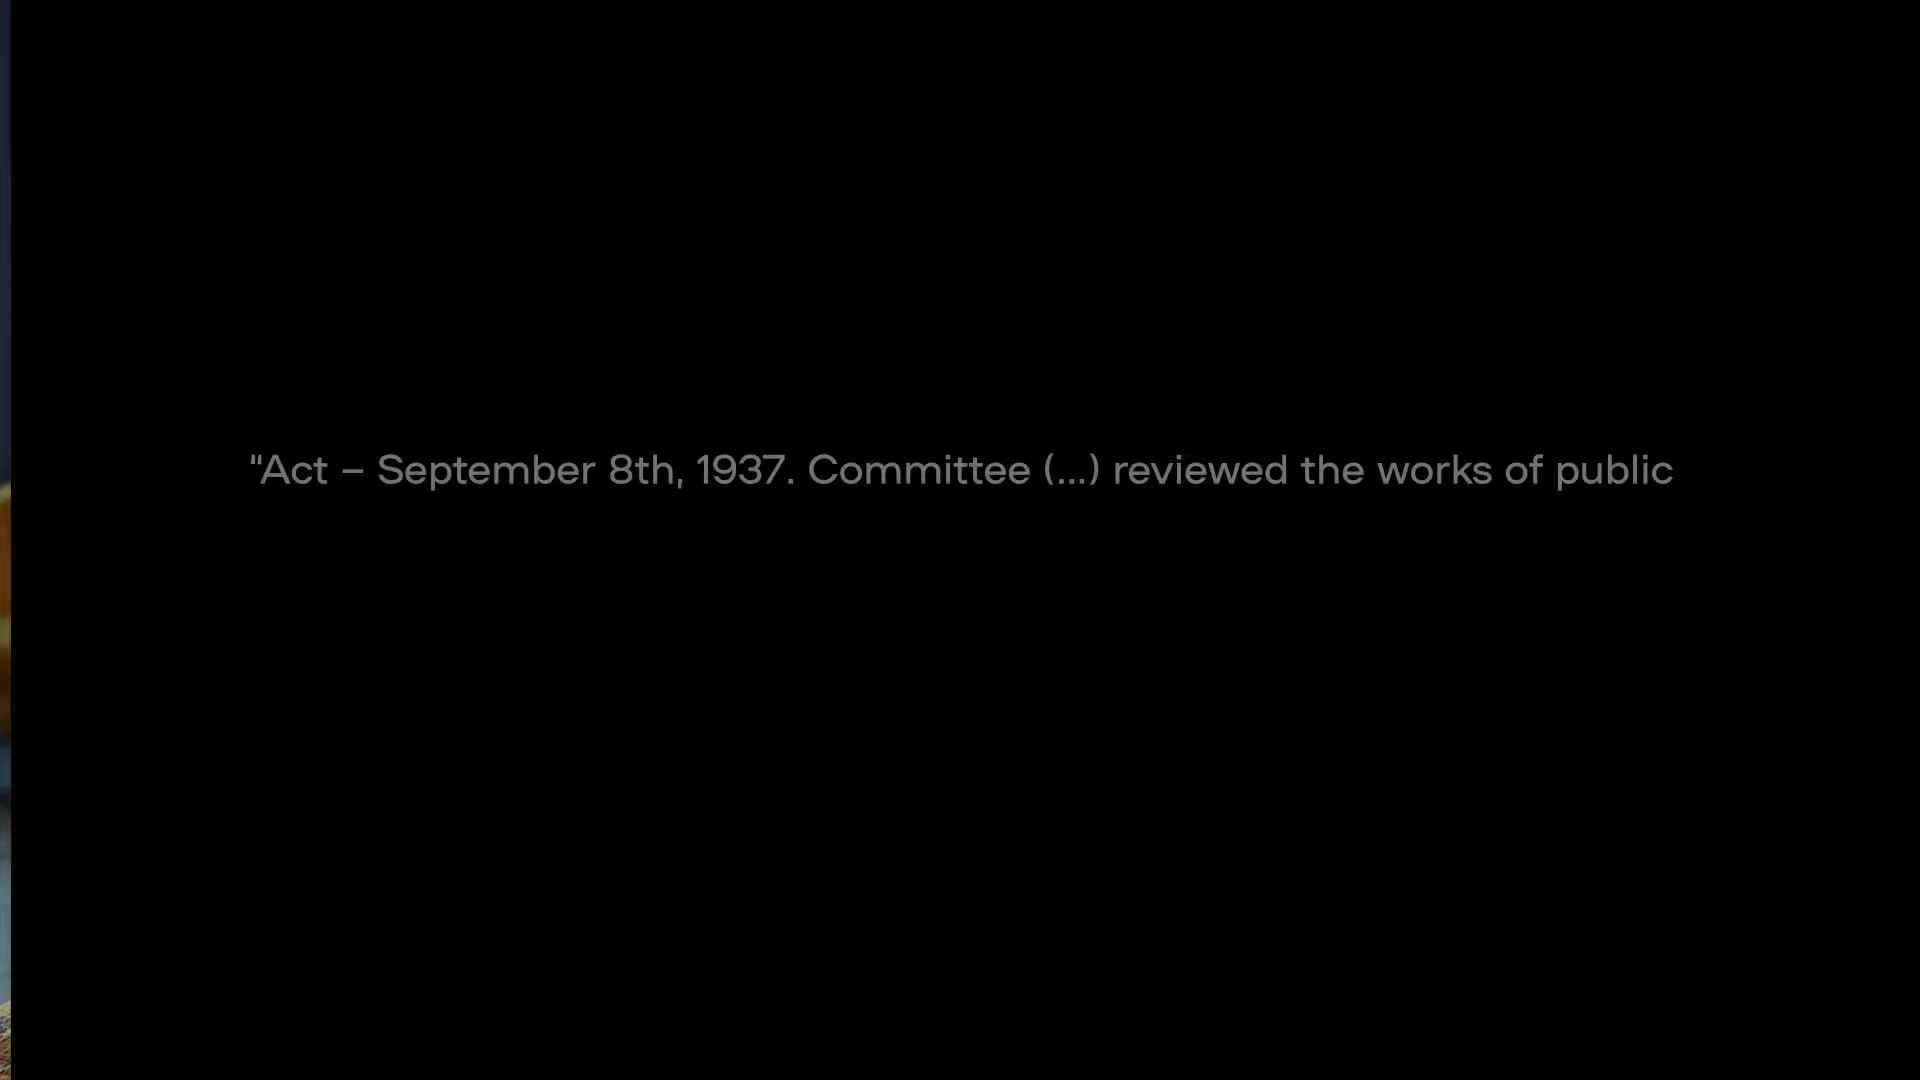 "Act – September 8th, 1937. Committee (...) reviewed the works of public